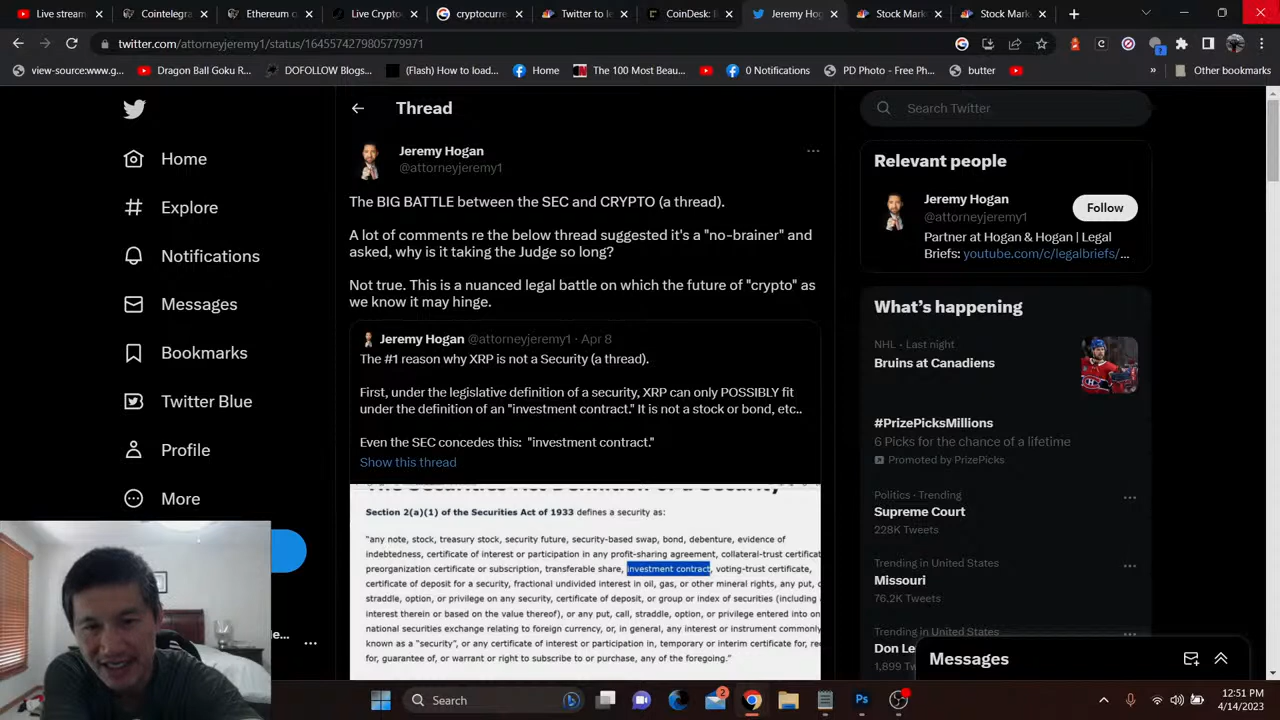 Live stream
Cointelegra
Ethereum c
Live Cryptoc
cryptocurre
Twitter to le
CoinDesk: B
Jeremy Hog
Stock Mark
Stock Mark
twitter.com/attorneyjeremy1/status/1645574279805779971
view-source:www.g...
Dragon Ball Goku R...
DOFOLLOW Blogs...
(Flash) How to load...
Home
The 100 Most Beau...
0 Notifications
PD Photo - Free Ph...
butter
Other bookmarks
Thread
Search Twitter
Home
Explore
Notifications
Messages
Bookmarks
Twitter Blue
Profile
More
Jeremy Hogan
@attorneyjeremy1
The BIG BATTLE between the SEC and CRYPTO (a thread).
A lot of comments re the below thread suggested it's a "no-brainer" and
asked, why is it taking the Judge so long?
Not true. This is a nuanced legal battle on which the future of "crypto" as
we know it may hinge.
Jeremy Hogan @attorneyjeremy1 · Apr 8
The #1 reason why XRP is not a Security (a thread).
First, under the legislative definition of a security, XRP can only POSSIBLY fit
under the definition of an "investment contract." It is not a stock or bond, etc..
Even the SEC concedes this: "investment contract."
Show this thread
Section 2(a)(1) of the Securities Act of 1933 defines a security as:
"any note, stock, treasury stock, security future, security-based swap, bond, debenture, evidence of
indebtedness, certificate of interest or participation in any profit-sharing agreement, collateral-trust certificat
preorganization certificate or subscription, transferable share, investment contract, voting-trust certificate,
certificate of deposit for a security, fractional undivided interest in oil, gas, or other mineral rights, any put, c
straddle, option, or privilege on any security, certificate of deposit, or group or index of securities (including
interest therein or based on the value thereof), or any put, call, straddle, option, or privilege entered into on
national securities exchange relating to foreign currency, or, in general, any interest or instrument commonly
known as a "security", or any certificate of interest or participation in, temporary or interim certificate for, rec
for, guarantee of, or warrant or right to subscribe to or purchase, any of the foregoing."
Relevant people
Jeremy Hogan
@attorneyjeremy1
Follow
Partner at Hogan & Hogan | Legal
Briefs: youtube.com/c/legalbriefs/...
What's happening
NHL · Last night
Bruins at Canadiens
#PrizePicksMillions
6 Picks for the chance of a lifetime
Promoted by PrizePicks
Politics · Trending
Supreme Court
228K Tweets
Trending in United States
Missouri
76.2K Tweets
Trending in United States
Don Le
1,899 Tw
Messages
Search
2
12:51 PM
4/14/2023